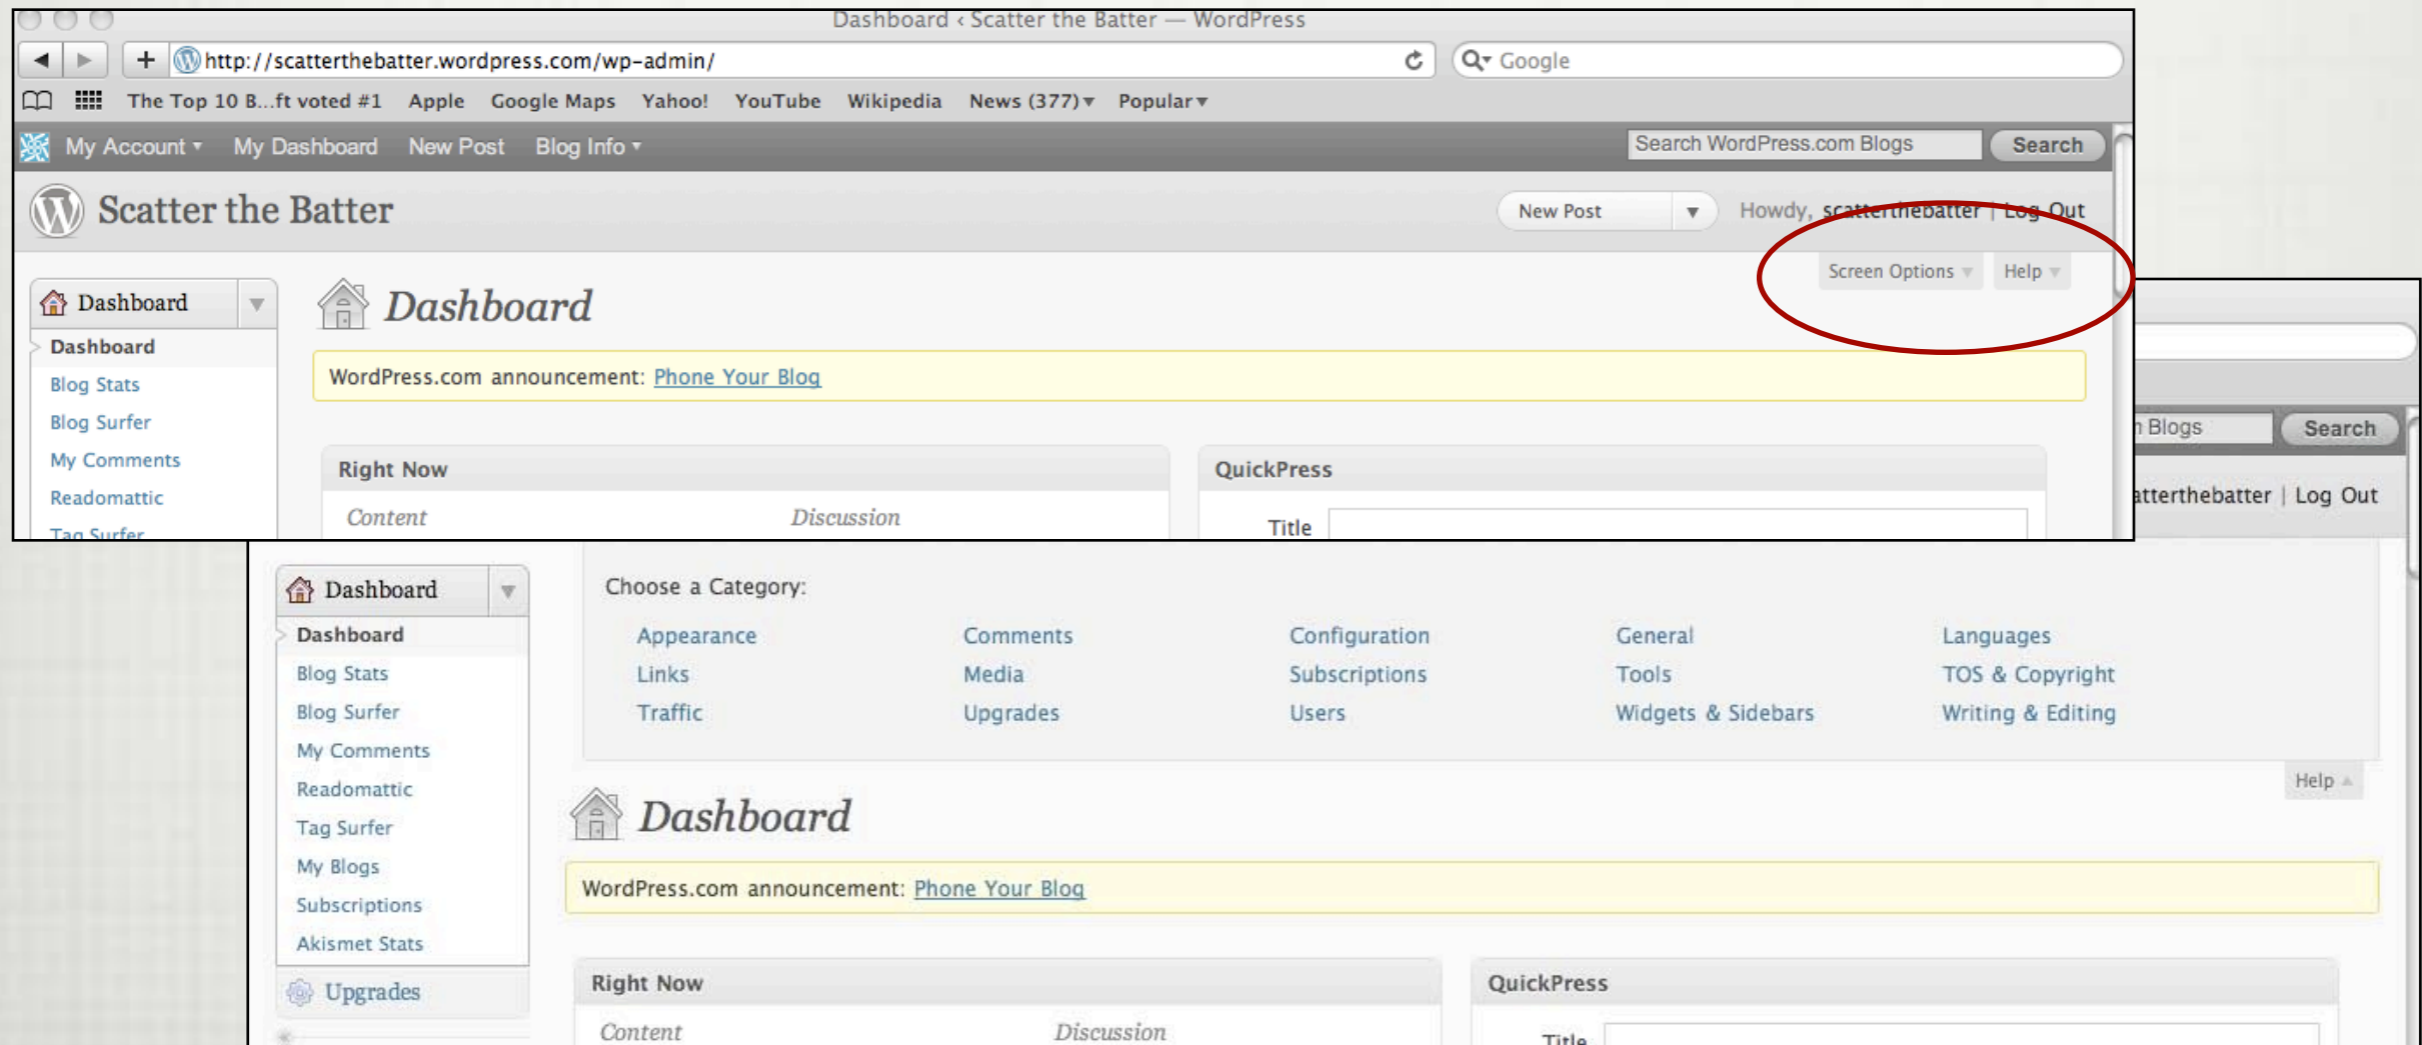 Dashboard ‹ Scatter the Batter — WordPress
http://scatterthebatter.wordpress.com/wp-admin/
Google
The Top 10 B...ft voted #1 Apple Google Maps Yahoo! YouTube Wikipedia News (377) Popular
My Account My Dashboard New Post Blog Info
Search WordPress.com Blogs Search
Scatter the Batter
New Post Howdy, scatterthebatter | Log Out
Screen Options Help
Dashboard
Dashboard
Blog Stats
Blog Surfer
My Comments
Readomattic
Tag Surfer
Dashboard
WordPress.com announcement: Phone Your Blog
Right Now
Content Discussion
QuickPress
Title
Blogs Search
atterthebatter | Log Out
Dashboard
Dashboard
Blog Stats
Blog Surfer
My Comments
Readomattic
Tag Surfer
My Blogs
Subscriptions
Akismet Stats
Upgrades
Choose a Category:
Appearance Comments Configuration General Languages
Links Media Subscriptions Tools TOS & Copyright
Traffic Upgrades Users Widgets & Sidebars Writing & Editing
Help
Dashboard
WordPress.com announcement: Phone Your Blog
Right Now
Content Discussion
QuickPress
Title